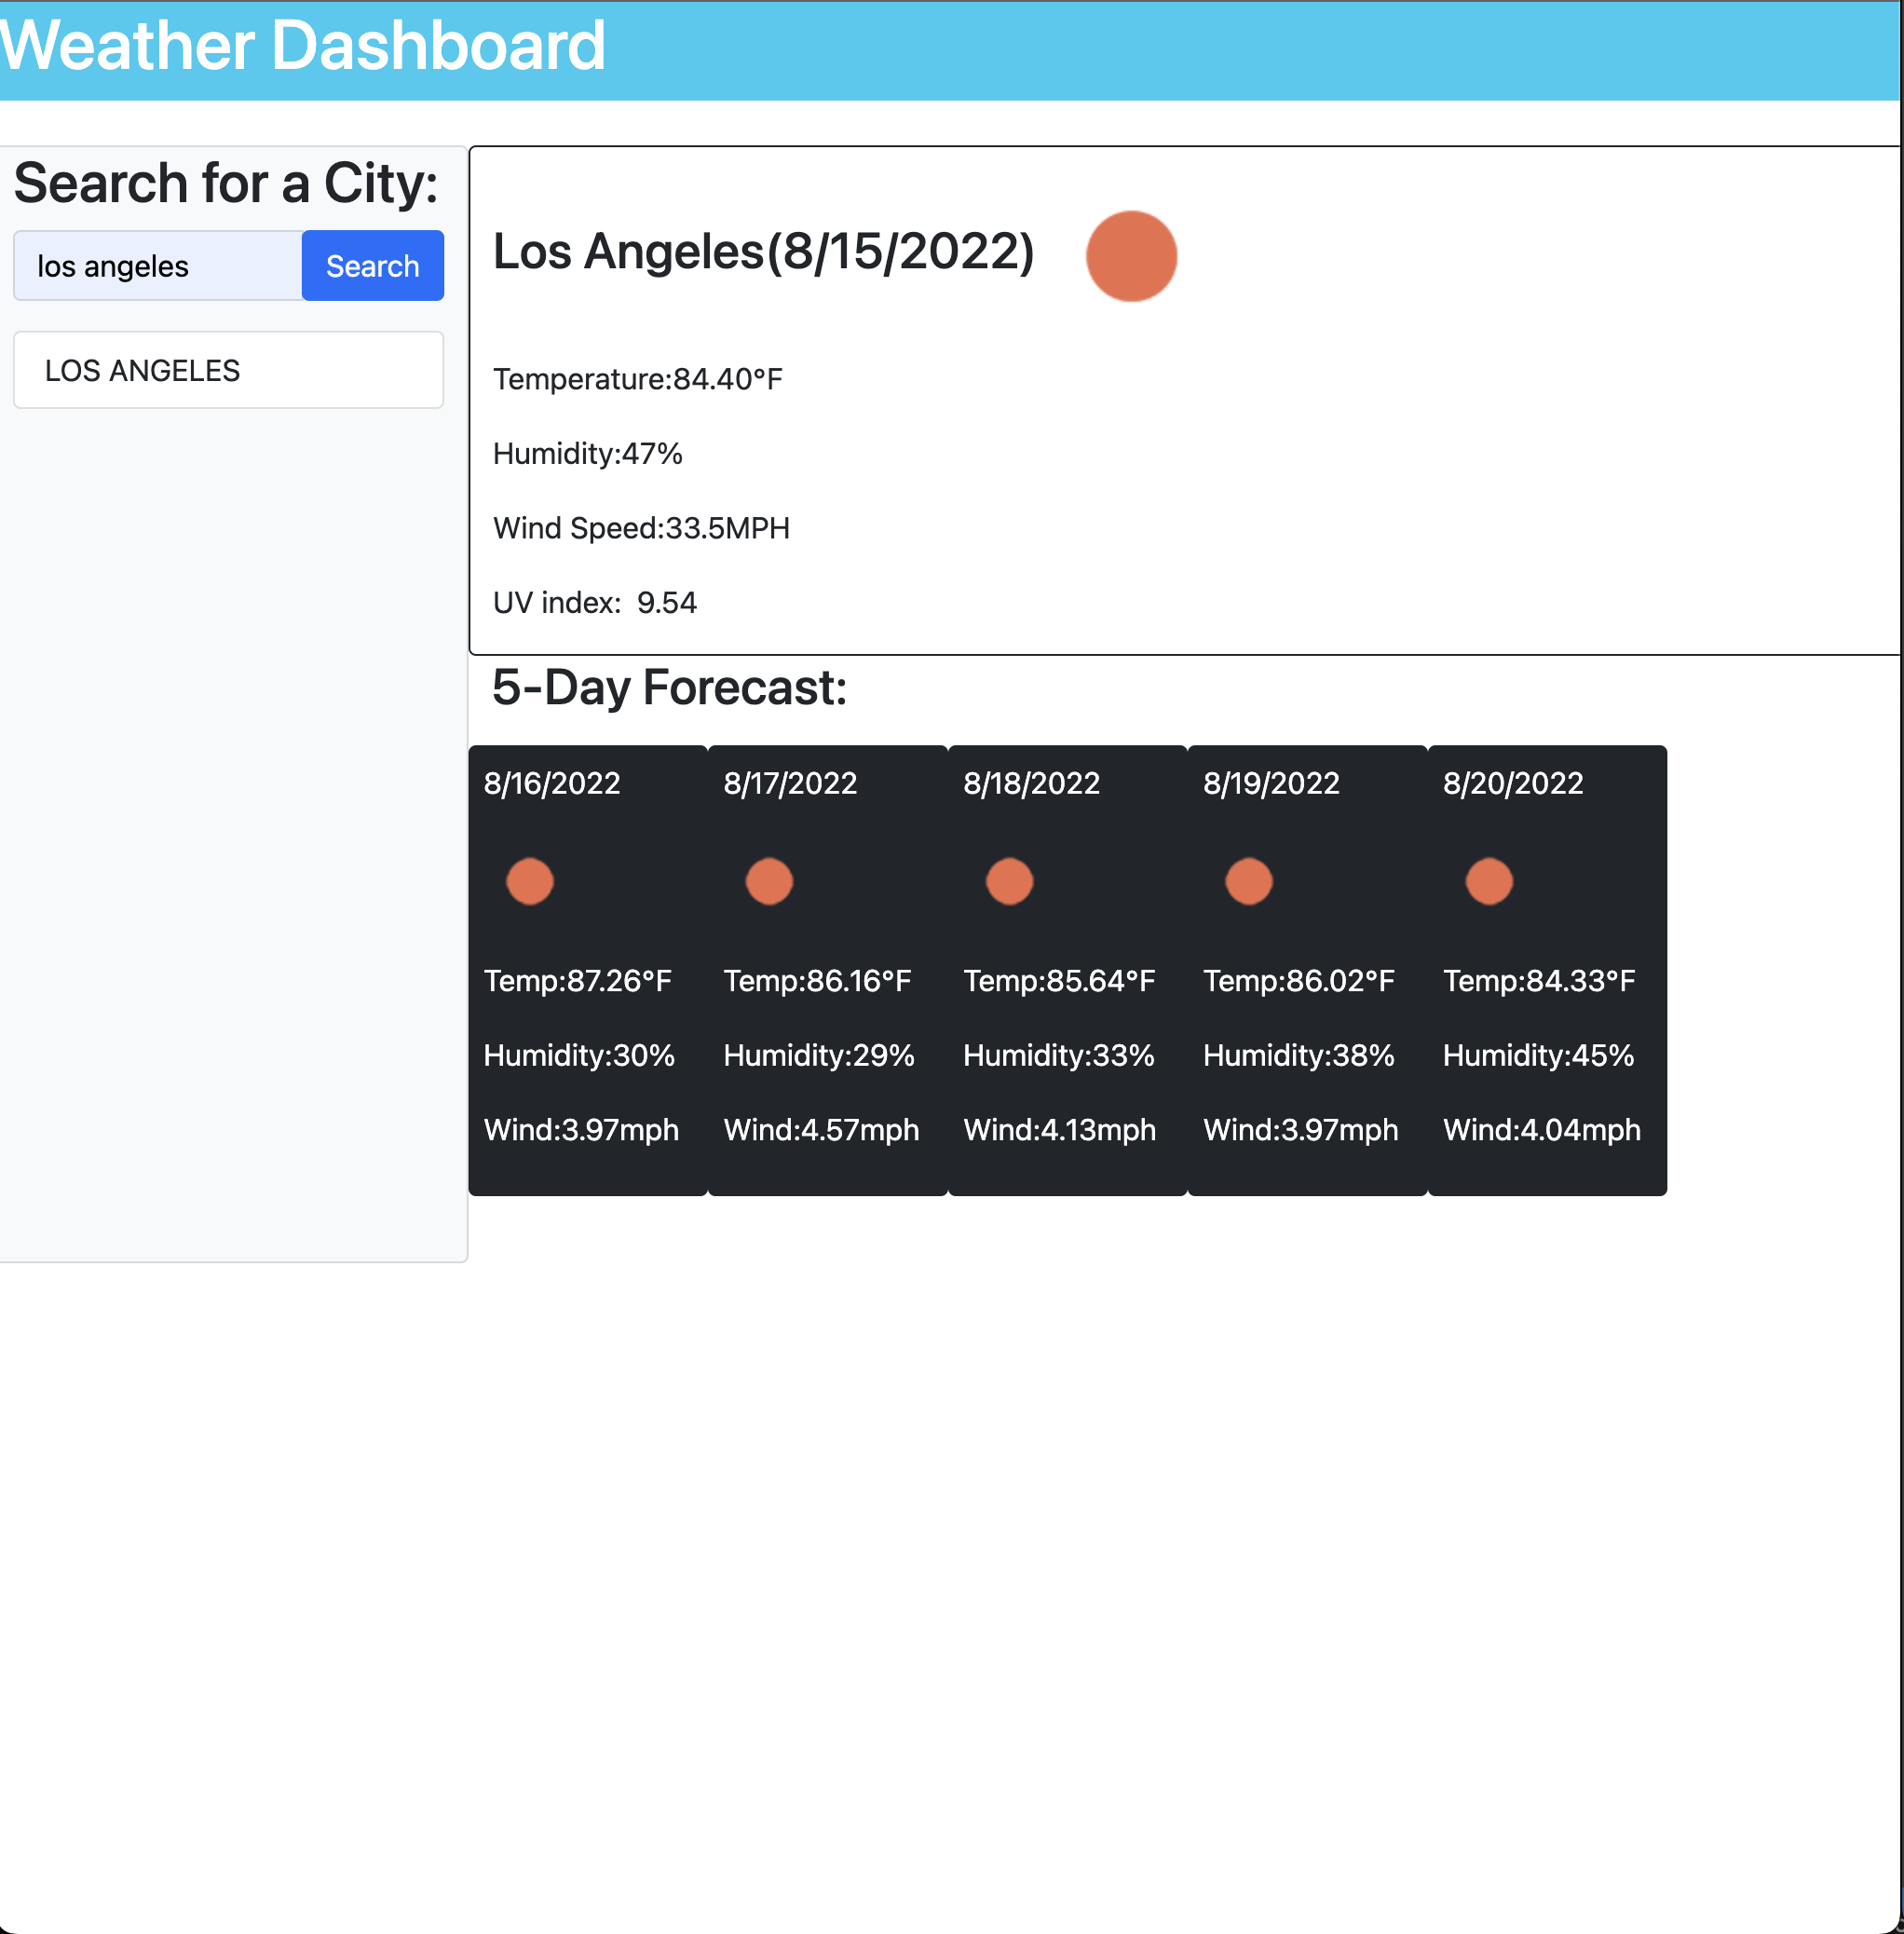 Weather Dashboard
Search for a City:
los angeles
Search
LOS ANGELES
Los Angeles(8/15/2022)
Temperature:84.40°F
Humidity:47%
Wind Speed:33.5MPH
UV index: 9.54
5-Day Forecast:
8/16/2022
Temp:87.26°F
Humidity:30%
Wind:3.97mph
8/17/2022
Temp:86.16°F
Humidity:29%
Wind:4.57mph
8/18/2022
Temp:85.64°F
Humidity:33%
Wind:4.13mph
8/19/2022
Temp:86.02°F
Humidity:38%
Wind:3.97mph
8/20/2022
Temp:84.33°F
Humidity:45%
Wind:4.04mph